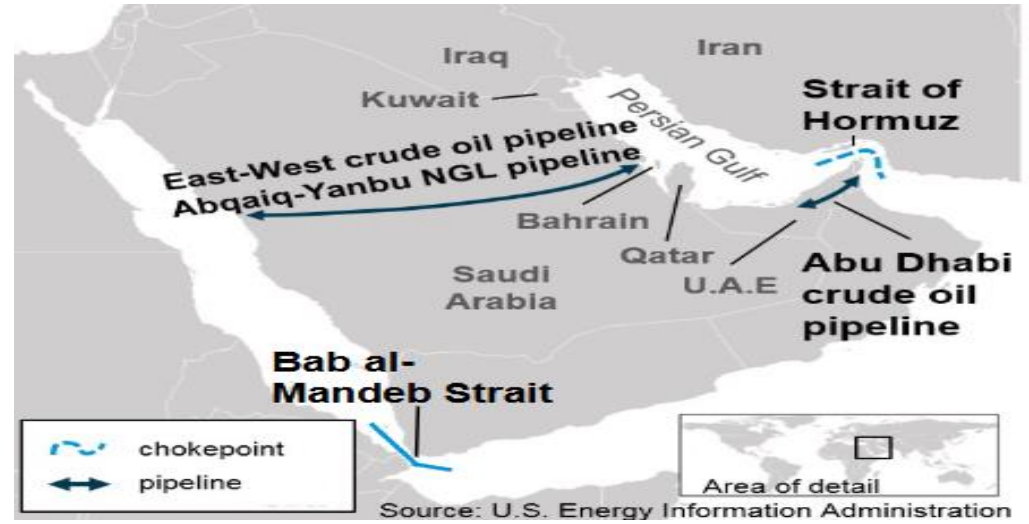 Iraq
Iran
Kuwait
Persian Gulf
Strait of
Hormuz
East-West crude oil pipeline
Abqaiq-Yanbu NGL pipeline
Bahrain
Qatar
U.A.E
Saudi
Arabia
Abu Dhabi
crude oil
pipeline
Bab al-
Mandeb Strait
chokepoint
pipeline
Area of detail
Source: U.S. Energy Information Administration